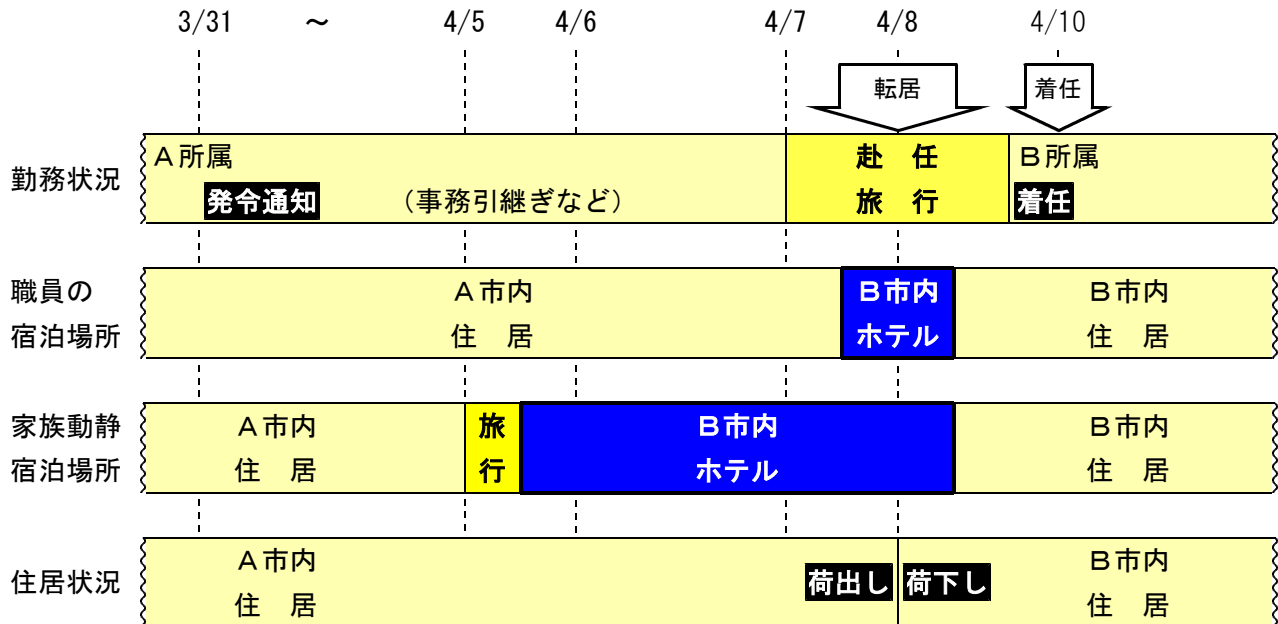 3/31 ～ 4/5 4/6 4/7 4/8 4/10
転居 着任
勤務状況
Ａ所属
発令通知 （事務引継ぎなど）
赴 任
旅 行
Ｂ所属
着任
職員の
宿泊場所
Ａ市内
住 居
Ｂ市内
ホテル
Ｂ市内
住 居
家族動静
宿泊場所
Ａ市内
住 居
旅
行
Ｂ市内
ホテル
Ｂ市内
住 居
住居状況
Ａ市内
住 居
荷出し 荷下し
Ｂ市内
住 居